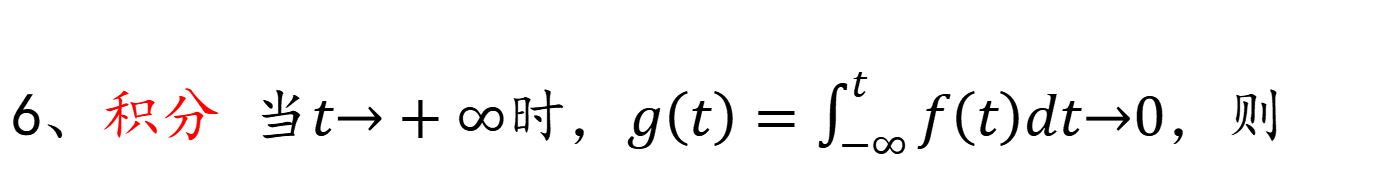 6、积分 当t→+∞时，g(t) = ∫_{-∞}^{t} f(t)dt→0，则